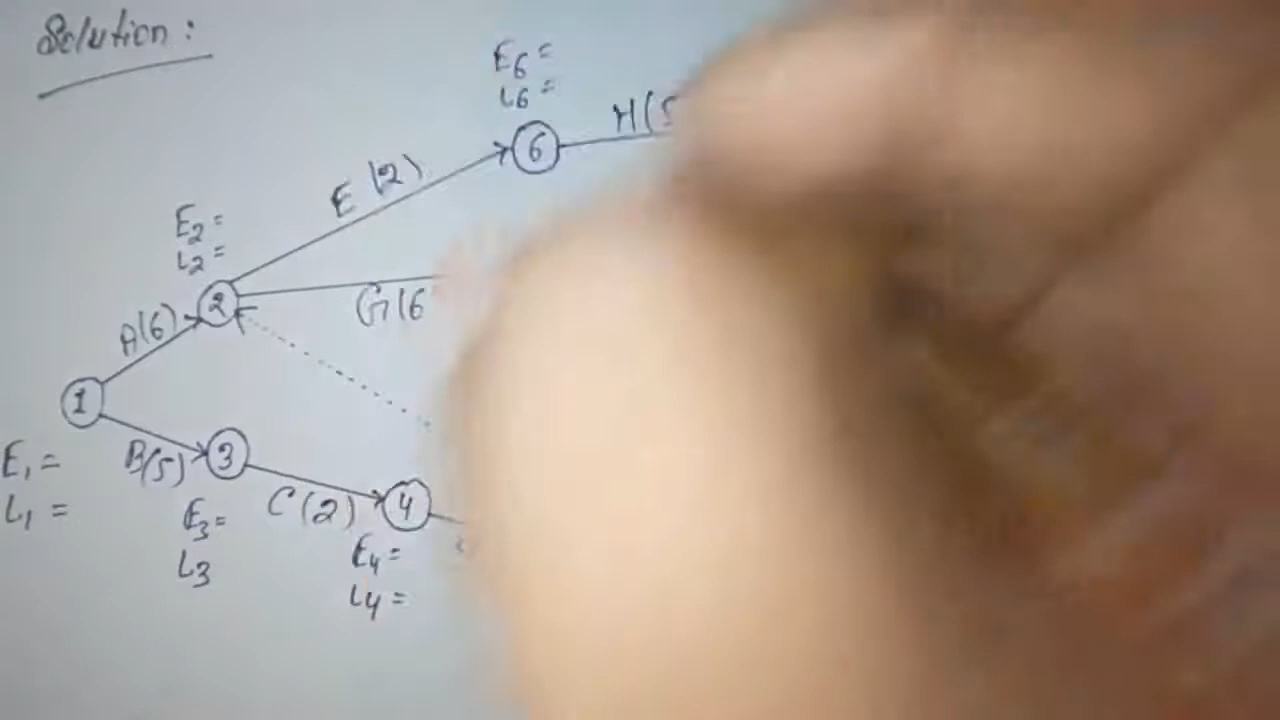 Solution :
E6 =
L6 =
H(5
6
E (2)
E2 =
L2 =
2
G(6
A(6)
1
B(5)
3
E1 =
L1 =
C(2)
4
E3 =
L3
E4 =
L4 =